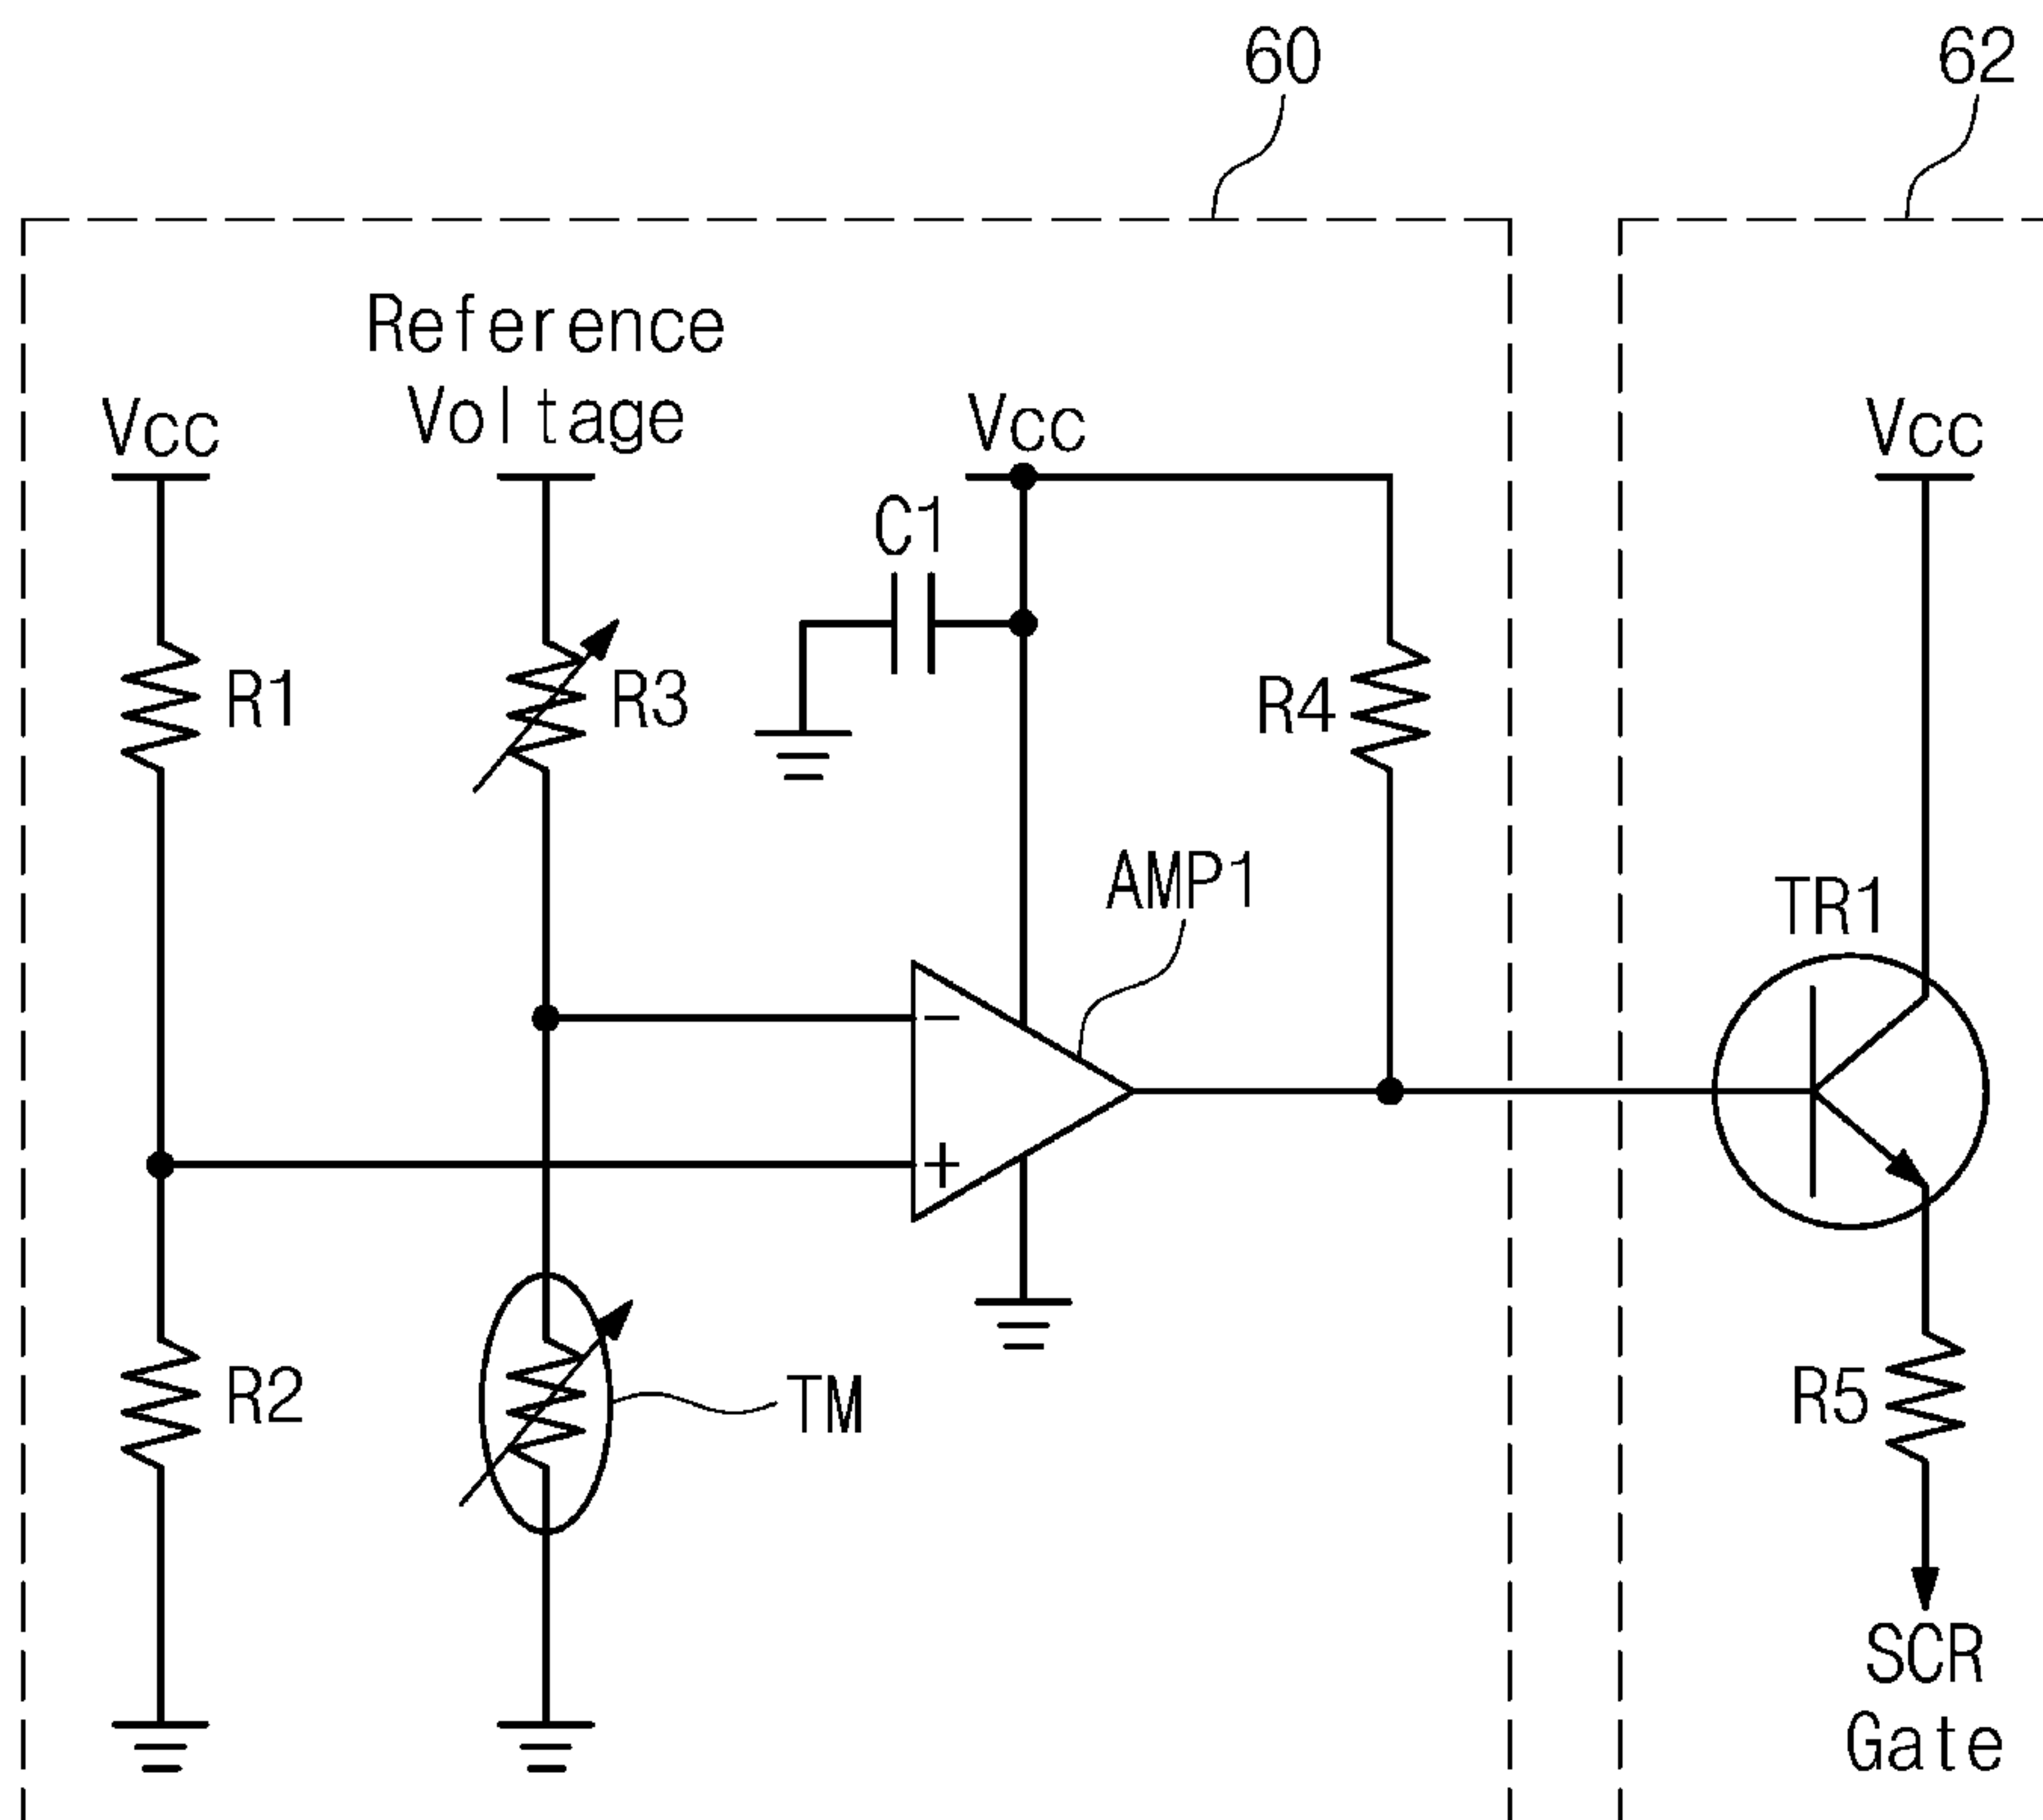 60
62
Reference
Voltage
Vcc
Vcc
Vcc
C1
R1
R3
R4
AMP1
TR1
−
+
R2
TM
R5
SCR
Gate